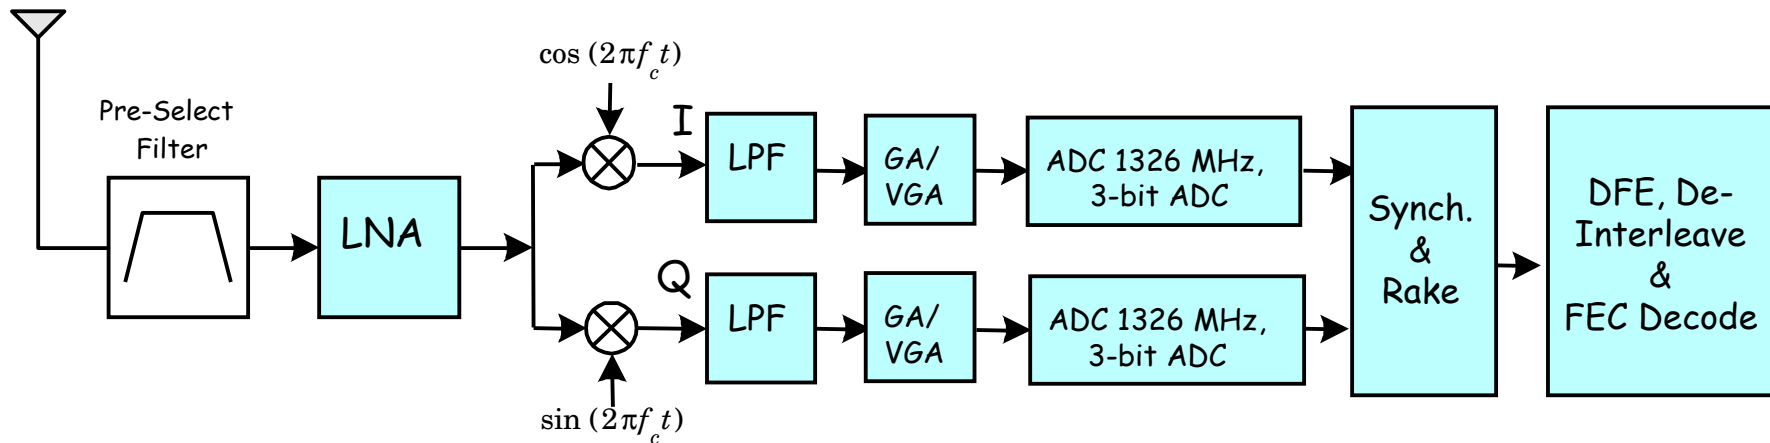 cos (2πf_c t)
Pre-Select
Filter
LNA
I
LPF
GA/
VGA
ADC 1326 MHz,
3-bit ADC
Q
LPF
GA/
VGA
ADC 1326 MHz,
3-bit ADC
sin (2πf_c t)
Synch.
&
Rake
DFE, De-
Interleave
&
FEC Decode